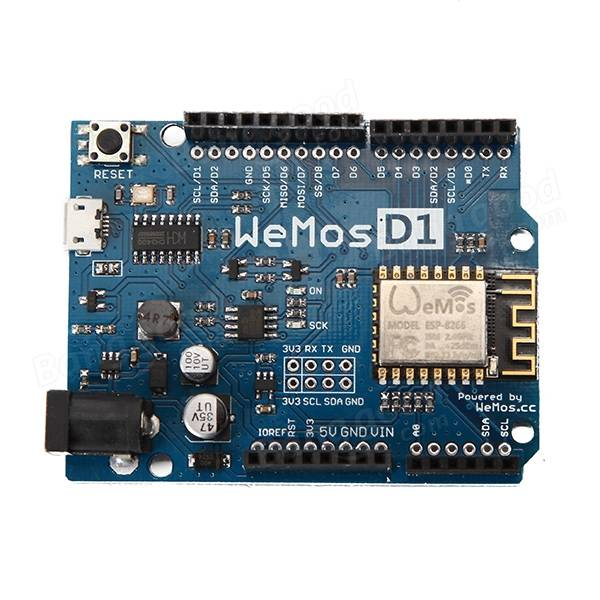 RESET
SCL/D1
SDA/D2
GND
SCK/D5
MISO/D6
MOSI/D7
SS/D8
D7
D6
D5
D4
D3
SDA/D2
SCL/D1
TX
RX
WeMos D1
ON
SCK
3V3 RX TX GND
3V3 SCL SDA GND
4R7
100
10V
UT
47
35V
UT
WeMos
MODEL ESP-8266
Powered by
WeMos.cc
IOREF
RST
3V3
5V GND VIN
A0
SDA
SCL